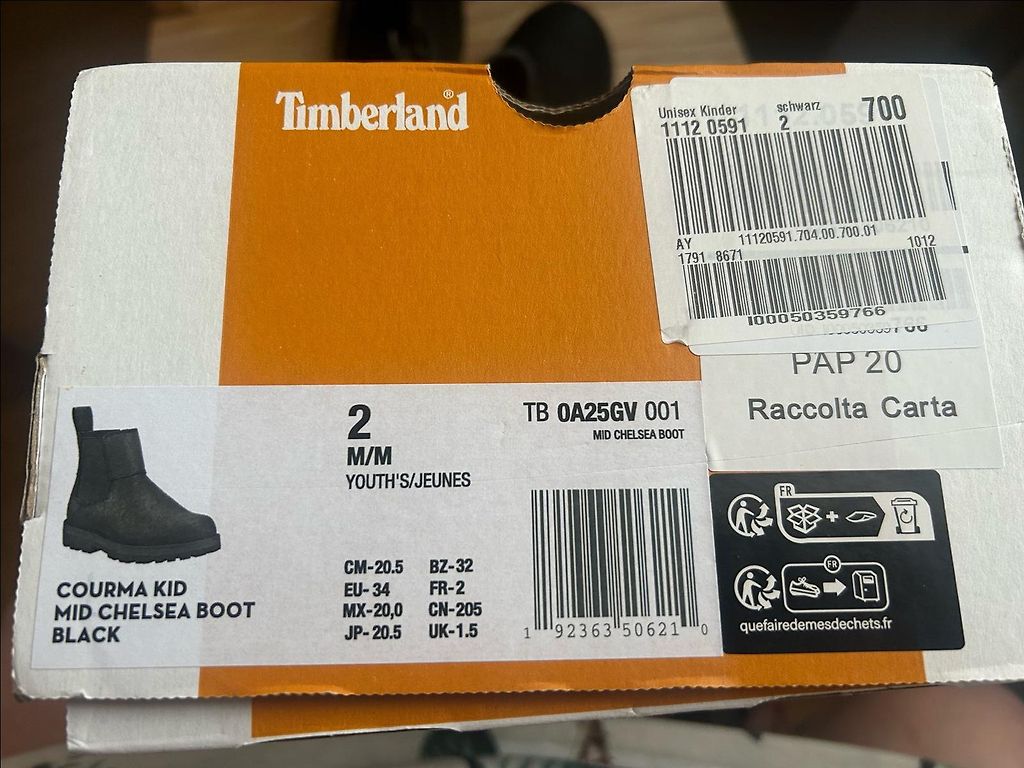 Timberland®
Unisex Kinder schwarz 700
1112 0591 2
11120591.704.00.700.01
AY 1012
1791 8671
I00050359766
PAP 20
Raccolta Carta
2
M/M
YOUTH'S/JEUNES
TB 0A25GV 001
MID CHELSEA BOOT
COURMA KID
MID CHELSEA BOOT
BLACK
CM-20.5 BZ-32
EU-34 FR-2
MX-20,0 CN-205
JP-20.5 UK-1.5
1 92363 50621 0
FR
FR
quefairedemesdechets.fr